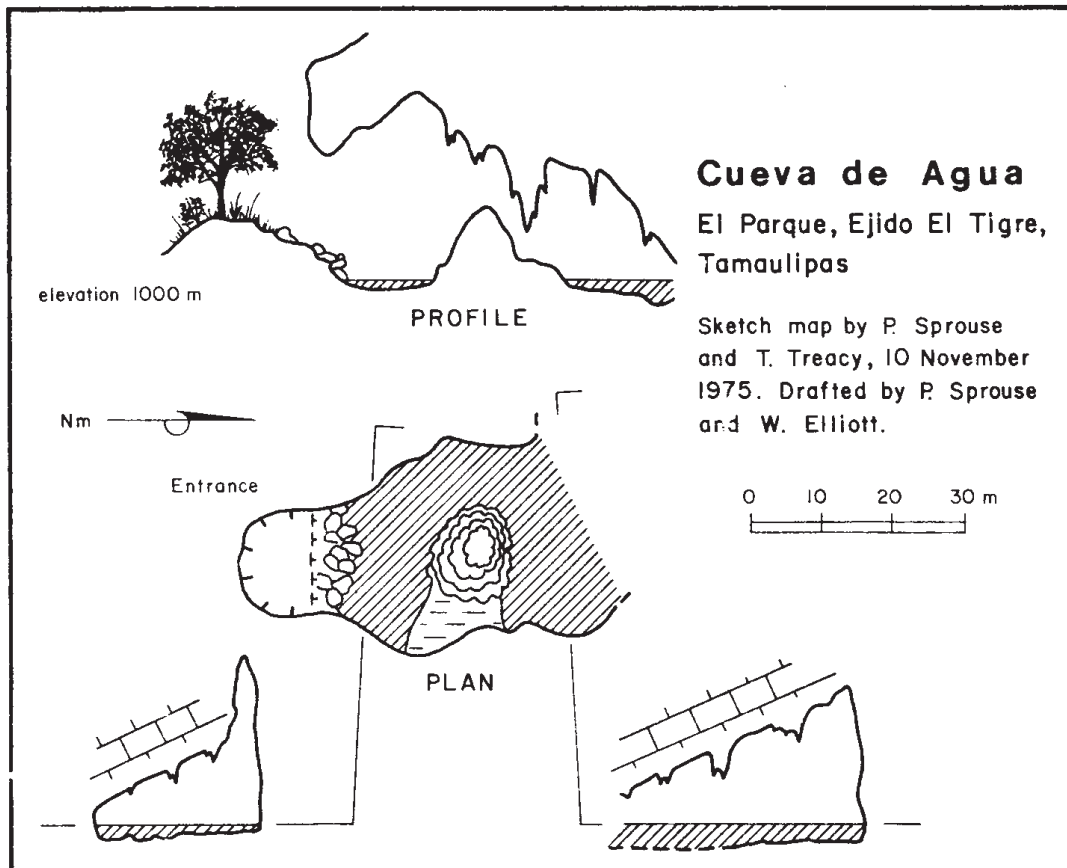 Cueva de Agua
El Parque, Ejido El Tigre,
Tamaulipas
Sketch map by P. Sprouse
and T. Treacy, 10 November
1975. Drafted by P. Sprouse
and W. Elliott.
elevation 1000 m
PROFILE
Nm
Entrance
0 10 20 30 m
PLAN